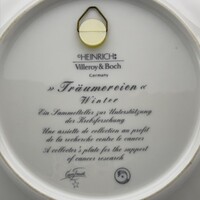 HEINRICH
Villeroy & Boch
Germany
» Träumereien «
Winter
Ein Sammelteller zur Unterstützung
der Krebsforschung
Une assiette de collection au profit
de la recherche contre le cancer
A collector's plate for the support
of cancer research